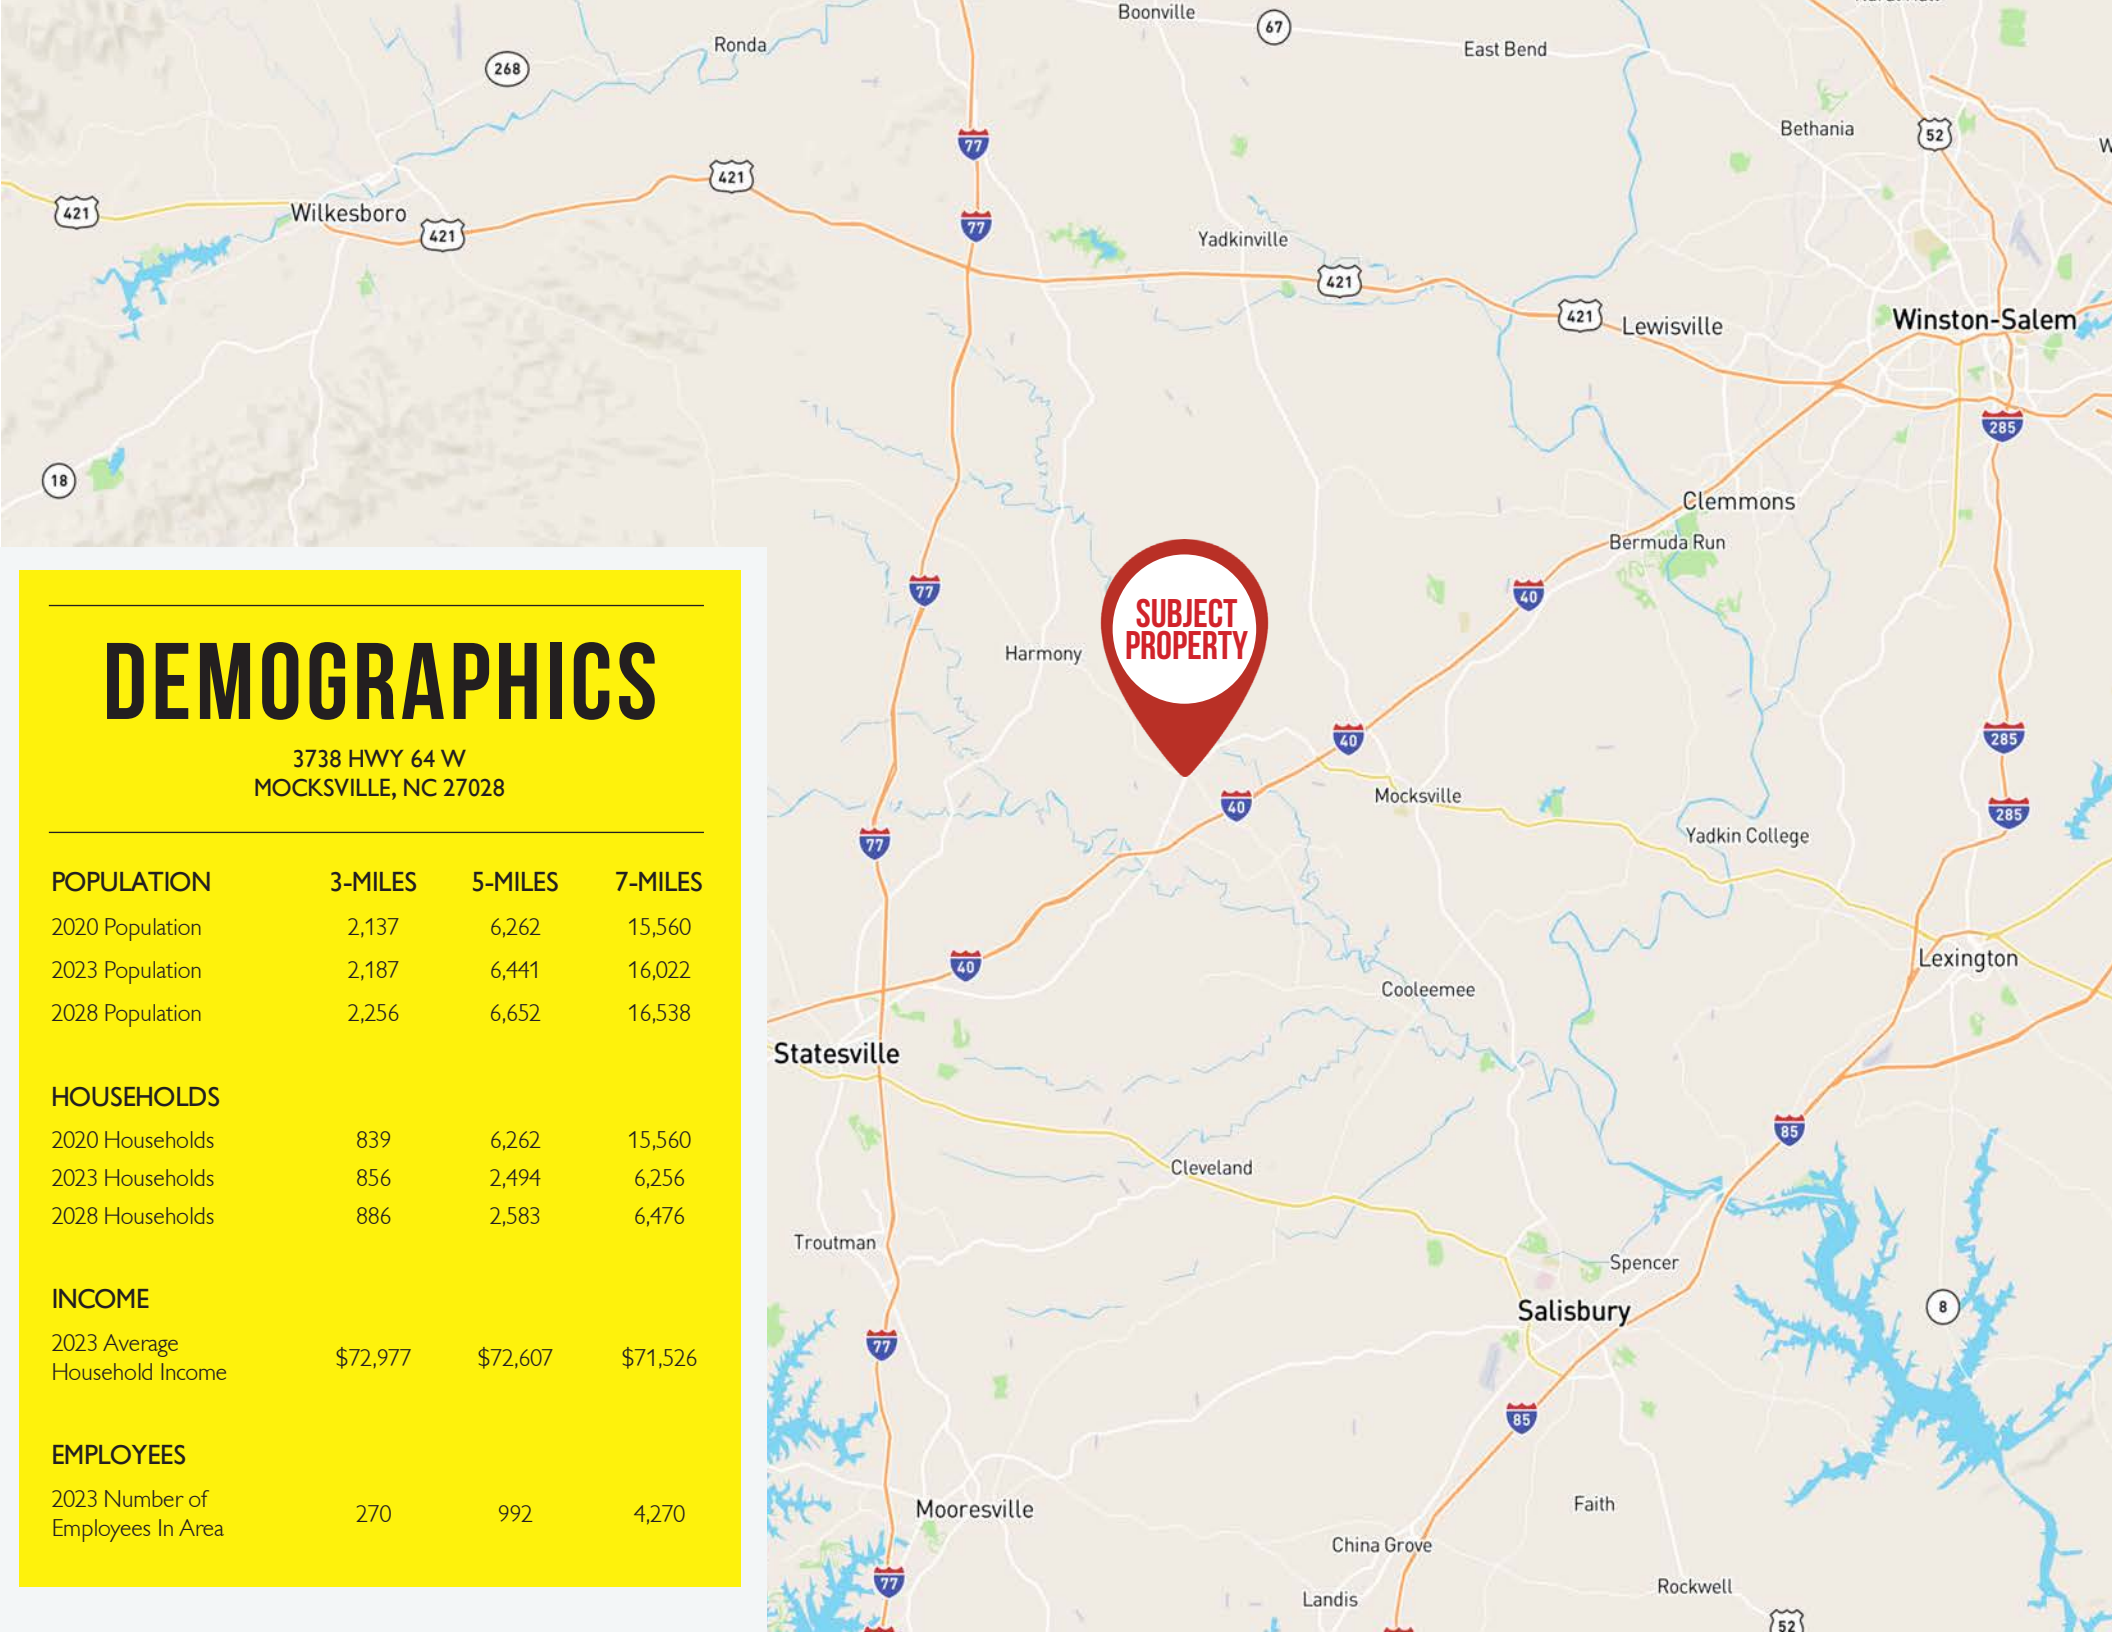 Boonville
67
Ronda
East Bend
268
Bethania
52
77
421
421
Wilkesboro
77
421
Yadkinville
421
421
Lewisville
Winston-Salem
285
18
Clemmons
Bermuda Run
77
40
SUBJECT
PROPERTY
Harmony
40
285
40
Mocksville
285
77
Yadkin College
40
Lexington
Cooleemee
Statesville
85
Cleveland
Troutman
Spencer
8
Salisbury
77
85
Mooresville
Faith
China Grove
77
Rockwell
Landis
52
DEMOGRAPHICS
3738 HWY 64 W
MOCKSVILLE, NC 27028
POPULATION 3-MILES 5-MILES 7-MILES
2020 Population 2,137 6,262 15,560
2023 Population 2,187 6,441 16,022
2028 Population 2,256 6,652 16,538
HOUSEHOLDS
2020 Households 839 6,262 15,560
2023 Households 856 2,494 6,256
2028 Households 886 2,583 6,476
INCOME
2023 Average
Household Income $72,977 $72,607 $71,526
EMPLOYEES
2023 Number of
Employees In Area 270 992 4,270